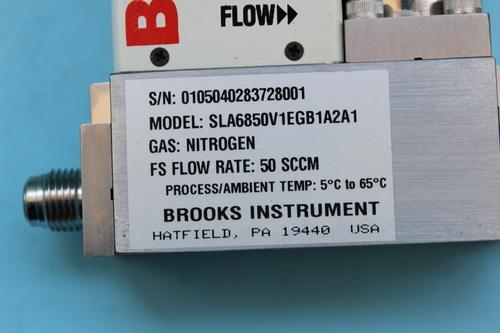 B
FLOW▶▶
S/N: 0105040283728001
MODEL: SLA6850V1EGB1A2A1
GAS: NITROGEN
FS FLOW RATE: 50 SCCM
PROCESS/AMBIENT TEMP: 5°C to 65°C
BROOKS INSTRUMENT
HATFIELD, PA 19440 USA